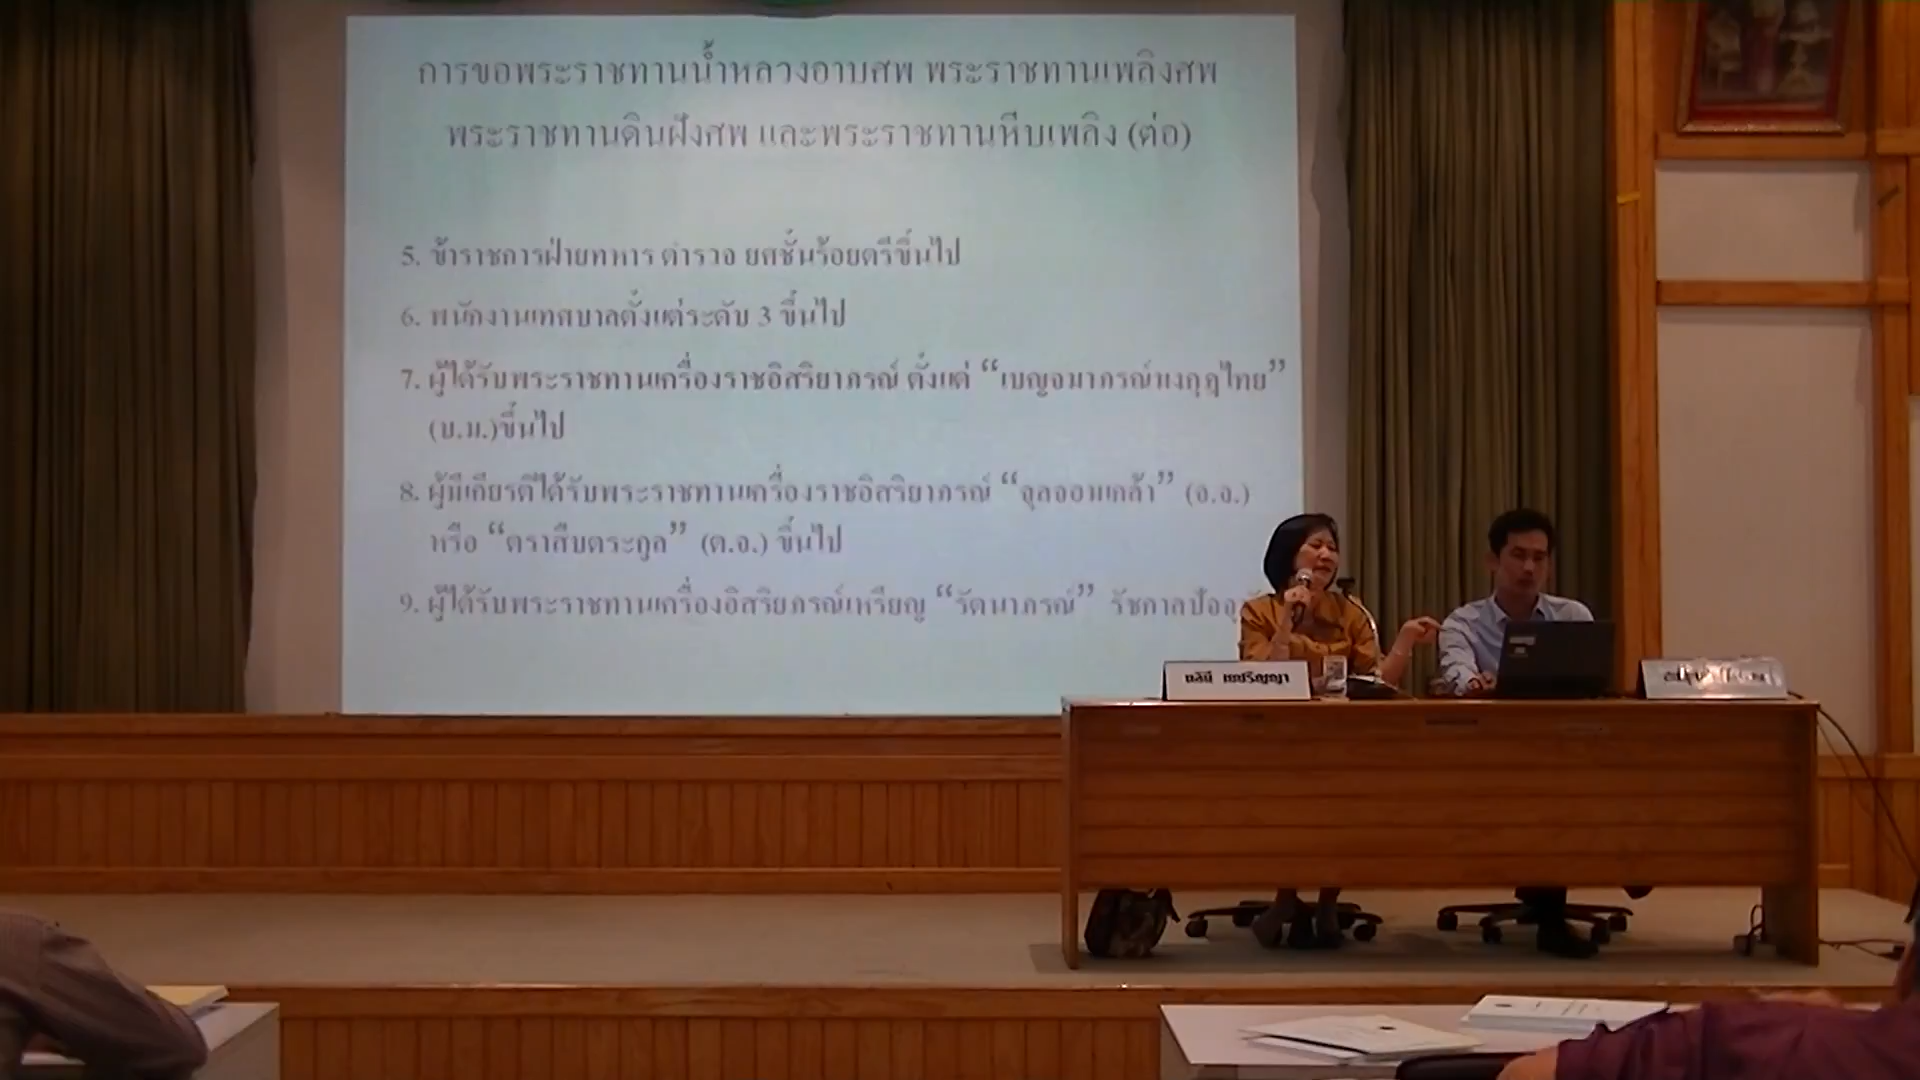 การขอพระราชทานน้ำหลวงอาบศพ พระราชทานเพลิงศพ
พระราชทานดินฝังศพ และพระราชทานหีบเพลิง (ต่อ)
5. ข้าราชการฝ่ายทหาร ตำรวจ ยศชั้นร้อยตรีขึ้นไป
6. พนักงานเทศบาลตั้งแต่ระดับ 3 ขึ้นไป
7. ผู้ได้รับพระราชทานเครื่องราชอิสริยาภรณ์ ตั้งแต่ “เบญจมาภรณ์มงกุฎไทย”
(บ.ม.)ขึ้นไป
8. ผู้มีเกียรติได้รับพระราชทานเครื่องราชอิสริยาภรณ์ “จุลจอมเกล้า” (จ.จ.)
หรือ “ตราสืบตระกูล” (ต.จ.) ขึ้นไป
9. ผู้ได้รับพระราชทานเครื่องอิสริยภรณ์เหรียญ “รัตนาภรณ์” รัชกาลปัจจุ